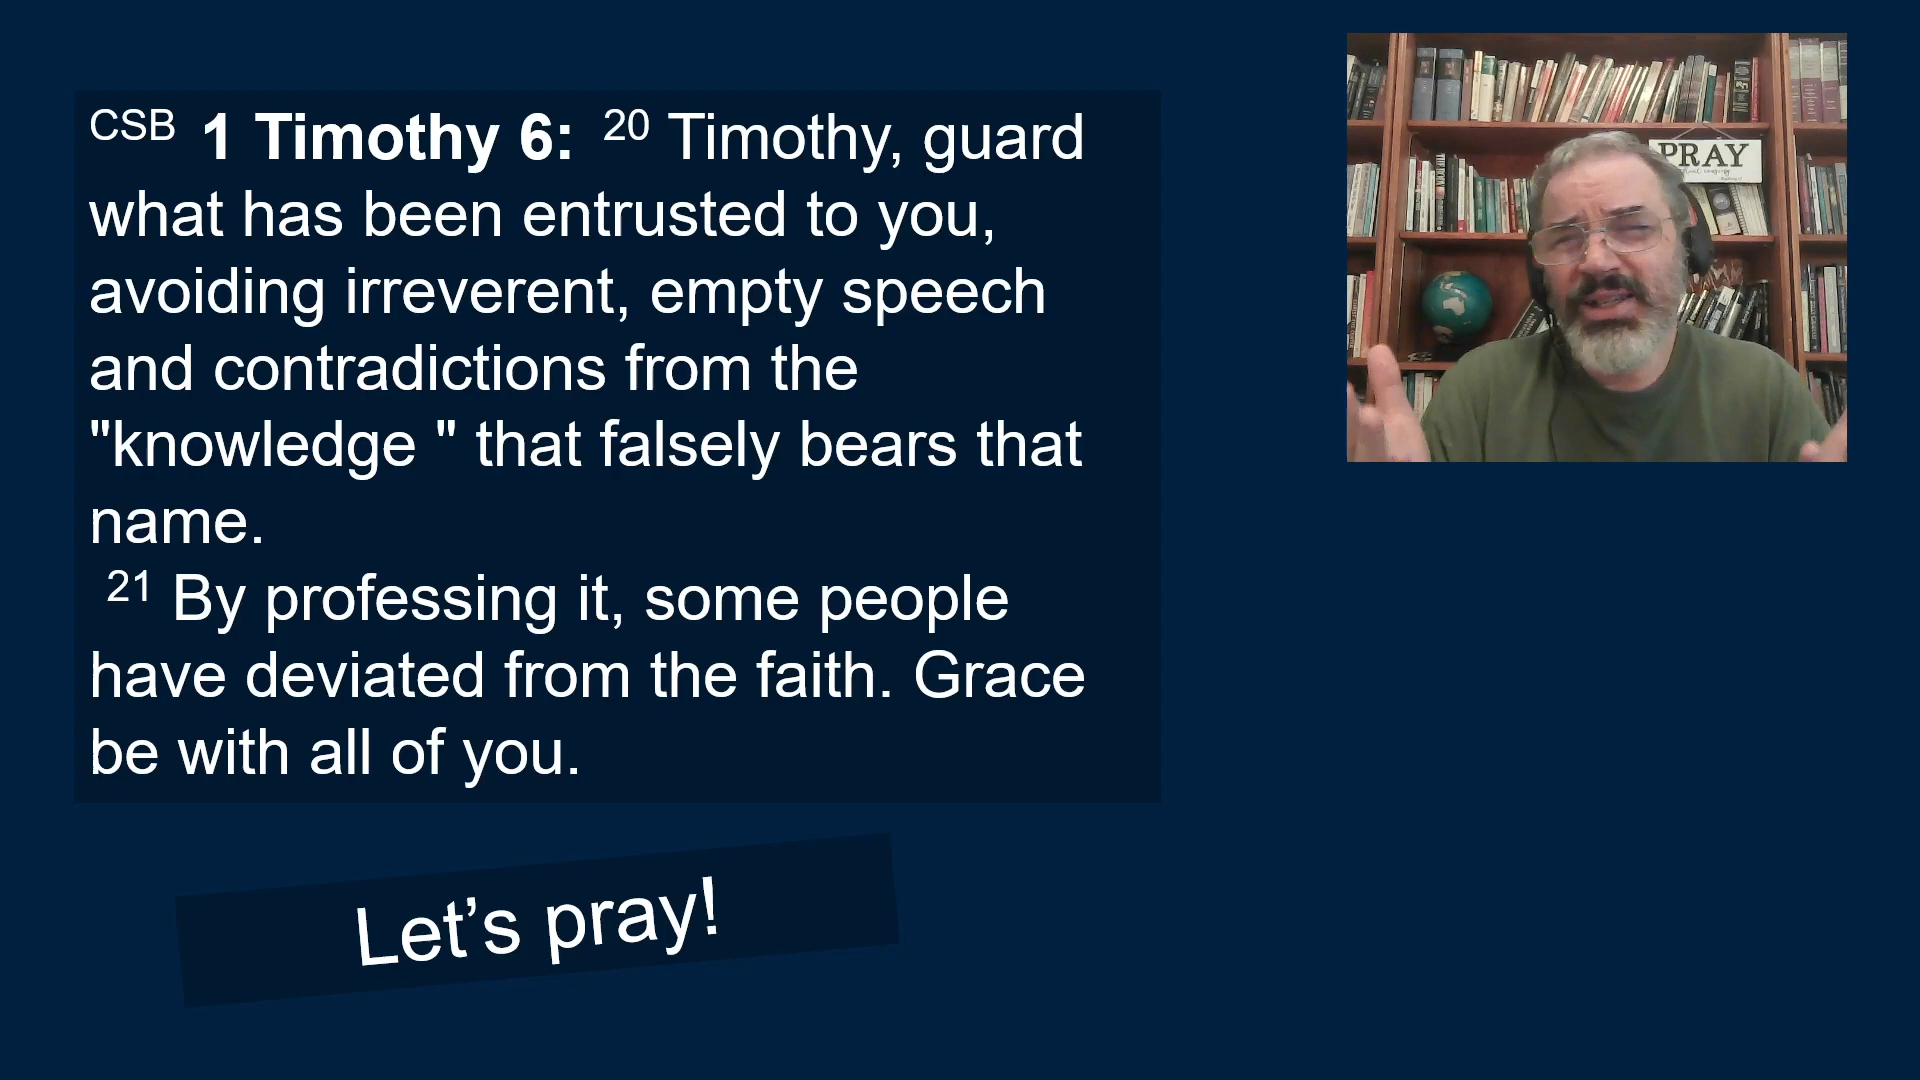 CSB 1 Timothy 6: 20 Timothy, guard
what has been entrusted to you,
avoiding irreverent, empty speech
and contradictions from the
"knowledge " that falsely bears that
name.
21 By professing it, some people
have deviated from the faith. Grace
be with all of you.
Let’s pray!
PRAY